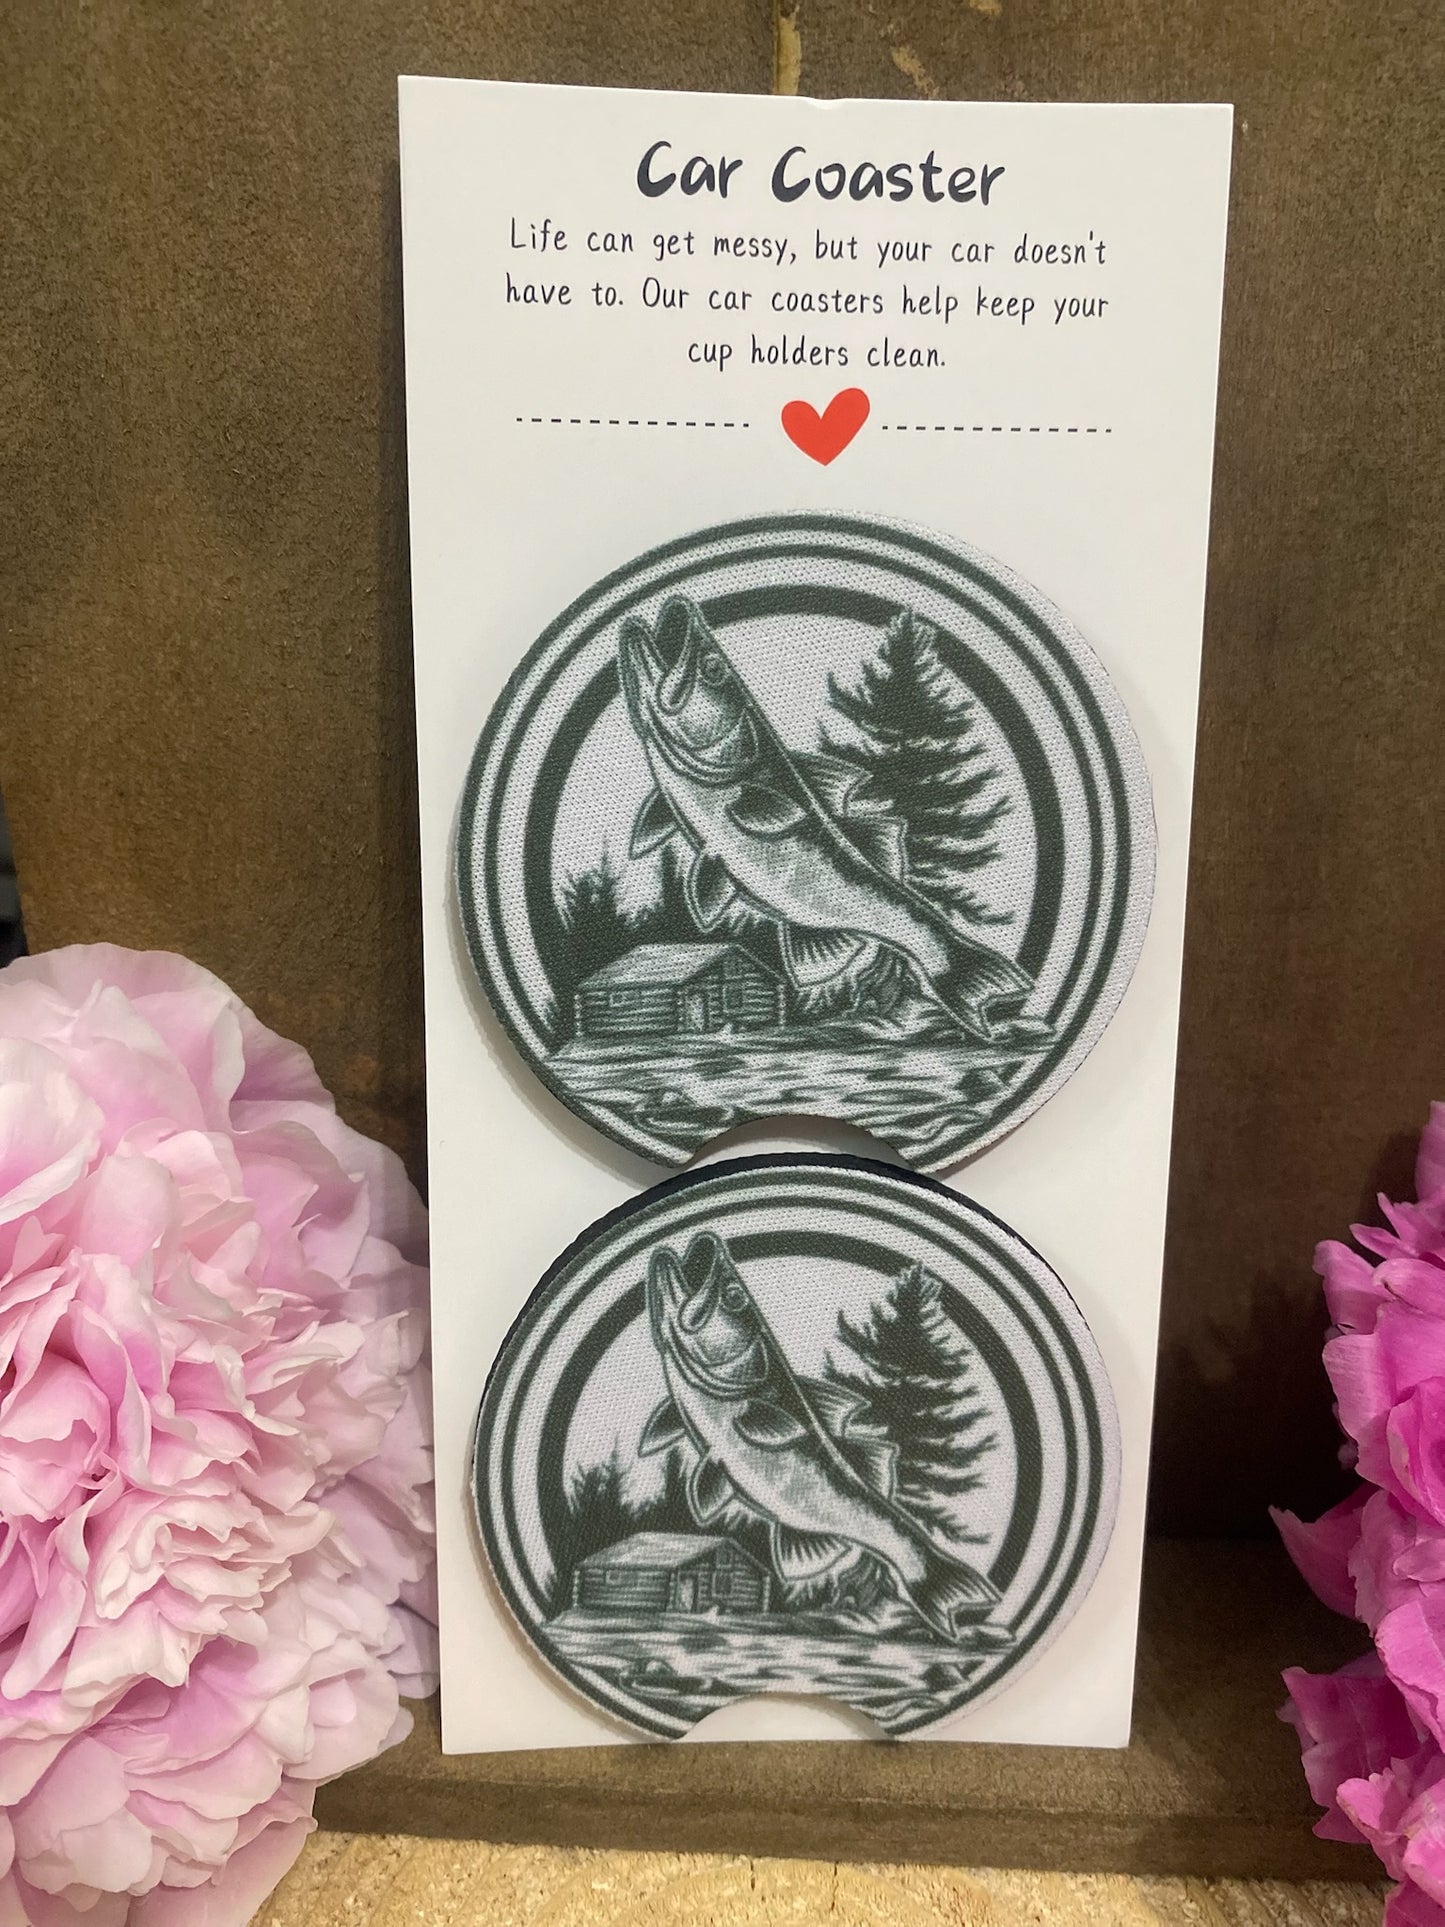 Car Coaster
Life can get messy, but your car doesn't
have to. Our car coasters help keep your
cup holders clean.